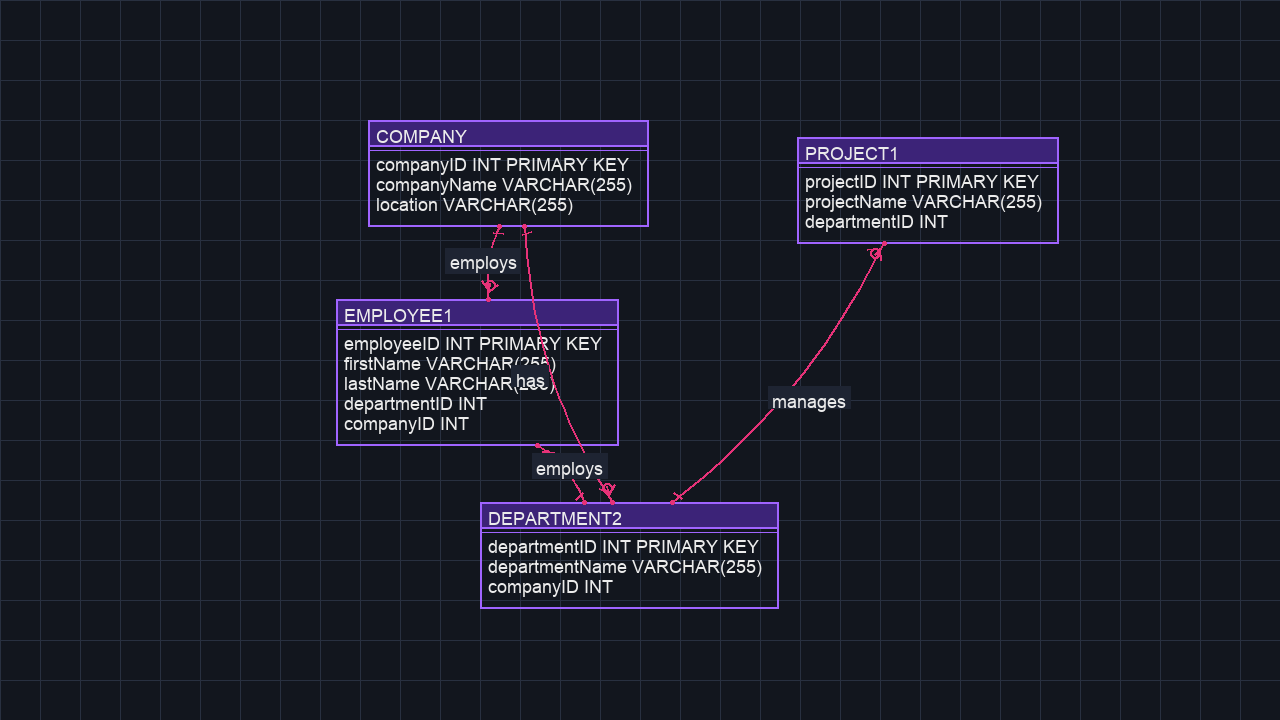 COMPANY
companyID INT PRIMARY KEY
companyName VARCHAR(255)
location VARCHAR(255)
PROJECT1
projectID INT PRIMARY KEY
projectName VARCHAR(255)
departmentID INT
employs
EMPLOYEE1
employeeID INT PRIMARY KEY
firstName VARCHAR(255)
lastName VARCHAR(255)
departmentID INT
companyID INT
has
manages
employs
DEPARTMENT2
departmentID INT PRIMARY KEY
departmentName VARCHAR(255)
companyID INT